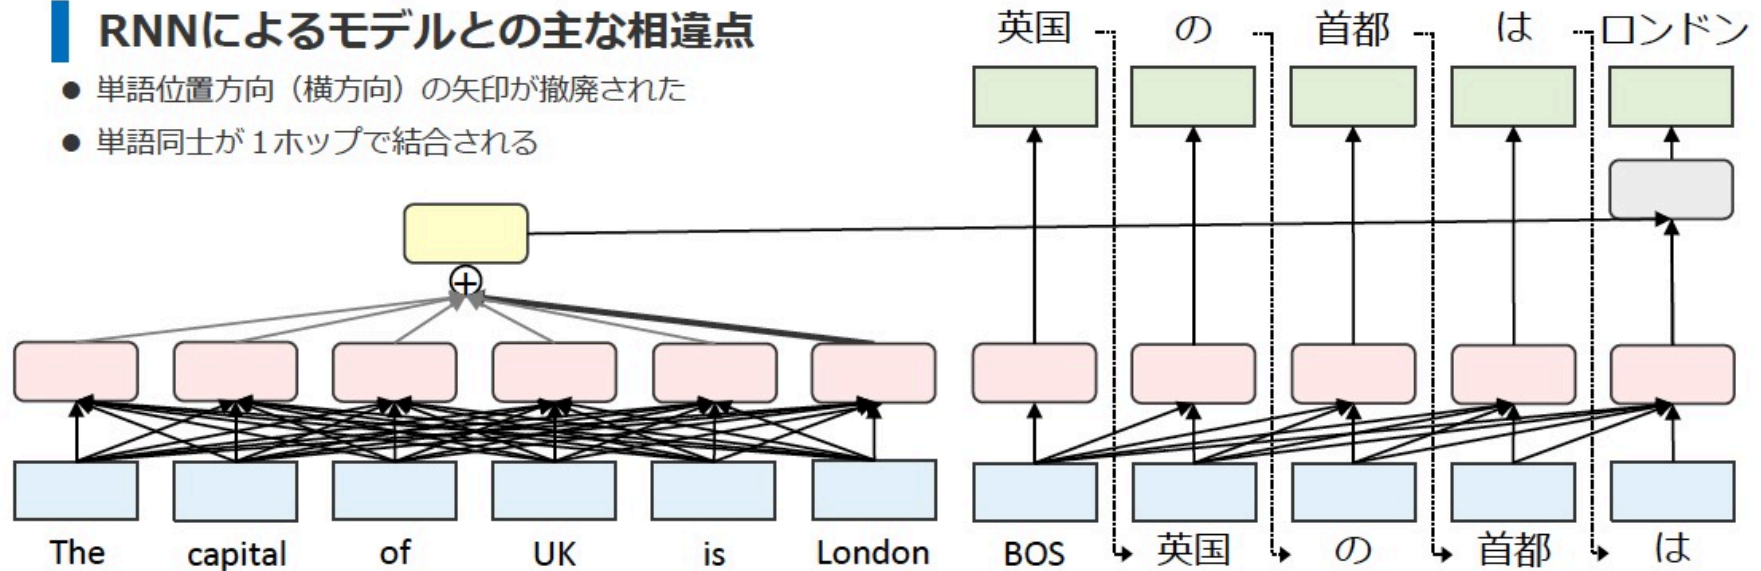 RNNによるモデルとの主な相違点
● 単語位置方向（横方向）の矢印が撤廃された
● 単語同士が１ホップで結合される
英国 の 首都 は ロンドン
The capital of UK is London BOS 英国 の 首都 は